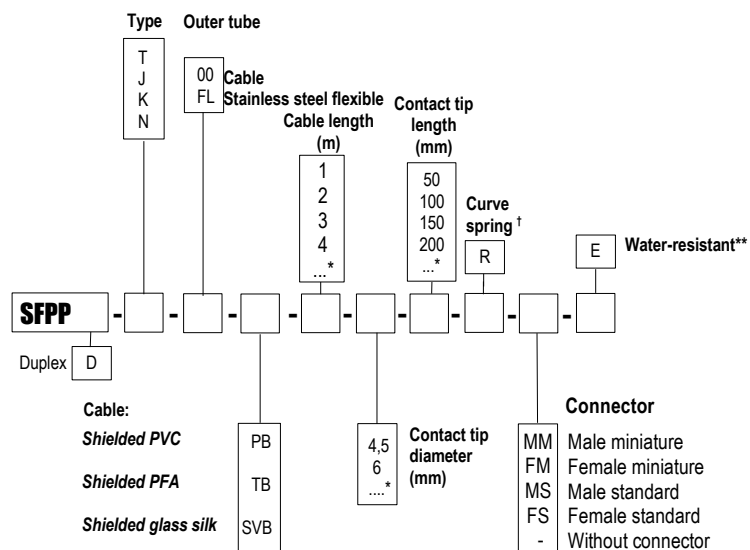 Type Outer tube
T
J
K
N
00 Cable
FL Stainless steel flexible
Cable length
(m)
1
2
3
4
...*
Contact tip
length
(mm)
50
100
150
200
...*
Curve
spring †
R
E Water-resistant**
SFPP - - - - - - - - -
Duplex D
Cable:
Shielded PVC PB
Shielded PFA TB
Shielded glass silk SVB
4,5
6
....*
Contact tip
diameter
(mm)
Connector
MM Male miniature
FM Female miniature
MS Male standard
FS Female standard
- Without connector